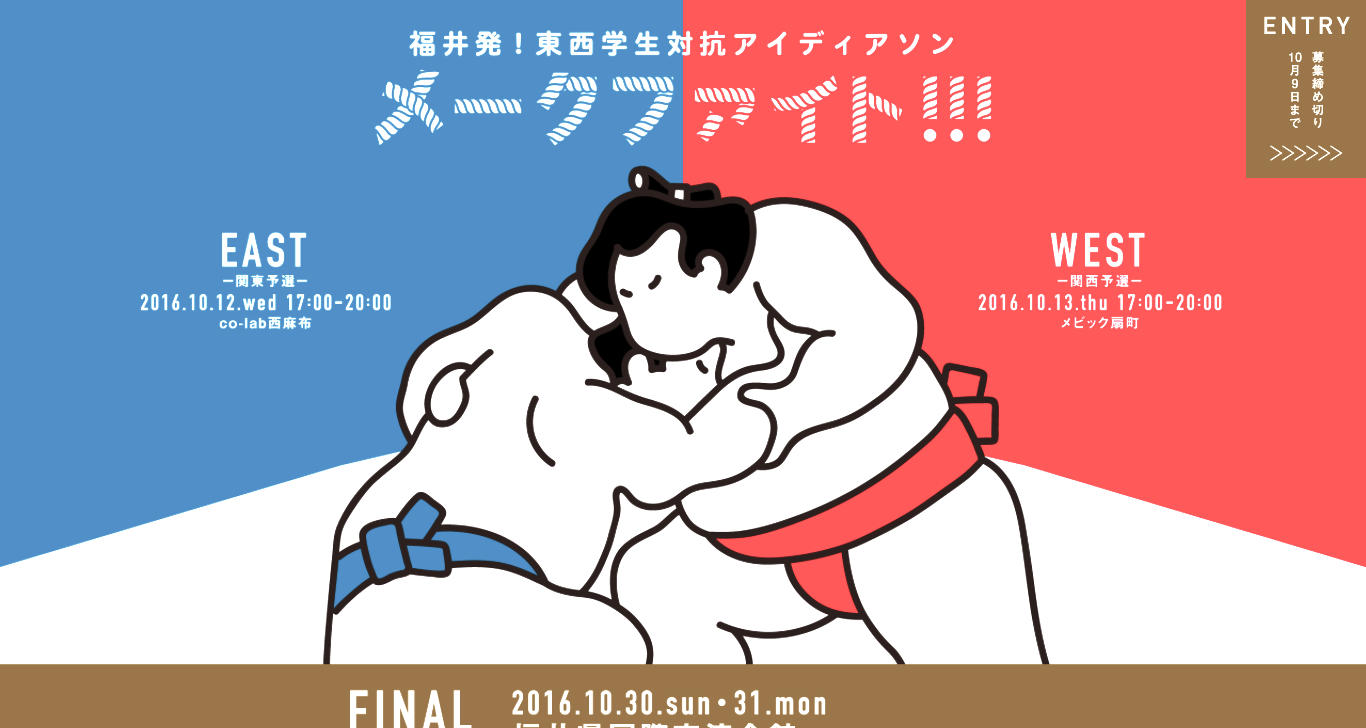 福井発！東西学生対抗アイディアソン
メークファイト!!!
ENTRY
募集締め切り
10月9日まで
>>>>>>
EAST
ー関東予選ー
2016.10.12.wed 17:00-20:00
co-lab西麻布
WEST
ー関西予選ー
2016.10.13.thu 17:00-20:00
メビック扇町
FINAL
2016.10.30.sun・31.mon